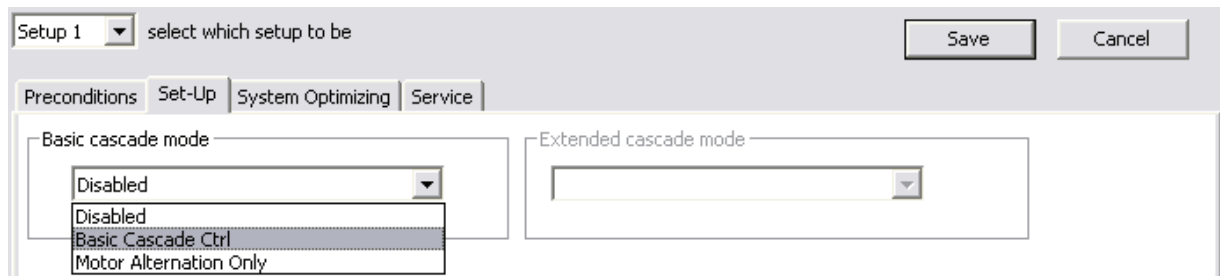 Setup 1 select which setup to be
Save Cancel
Preconditions Set-Up System Optimizing Service
Basic cascade mode Extended cascade mode
Disabled
Disabled
Basic Cascade Ctrl
Motor Alternation Only